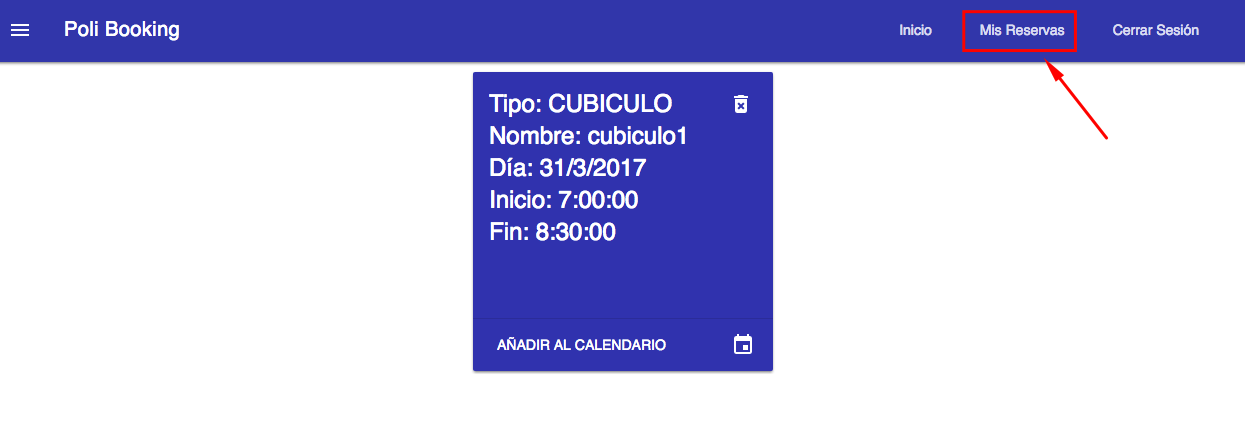 Poli Booking
Inicio
Mis Reservas
Cerrar Sesión
Tipo: CUBICULO
Nombre: cubiculo1
Día: 31/3/2017
Inicio: 7:00:00
Fin: 8:30:00
AÑADIR AL CALENDARIO